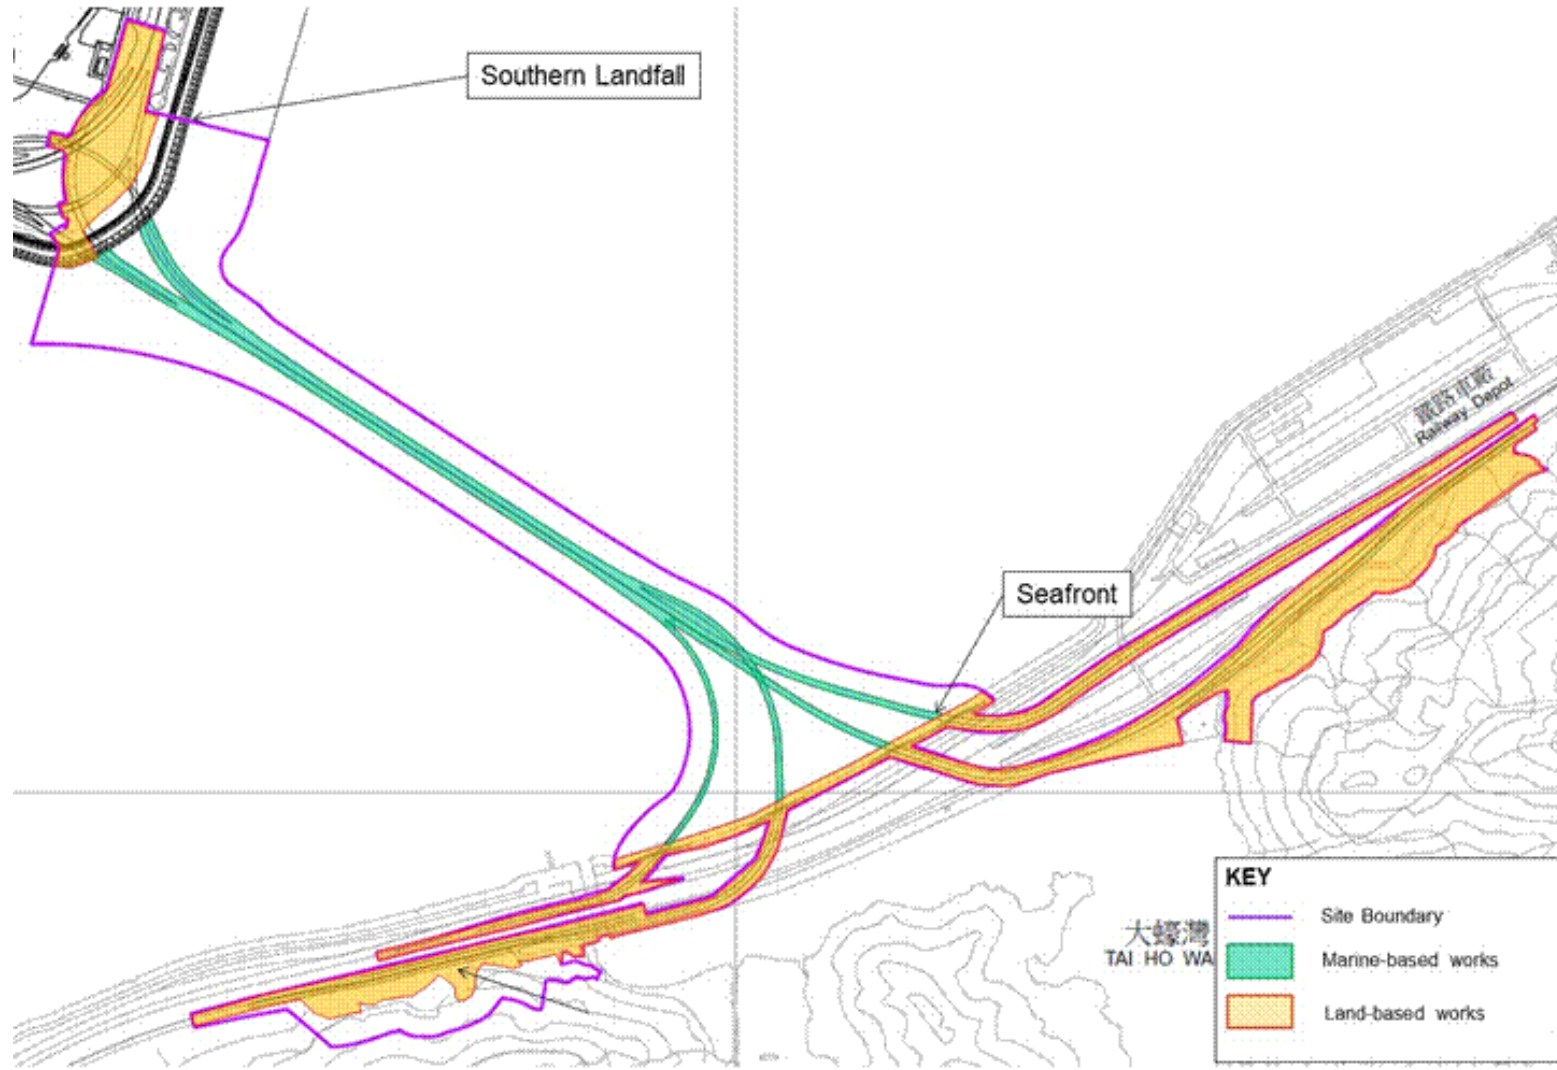 Southern Landfall
鐵路車廠
Railway Depot
Seafront
大蠔灣
TAI HO WA
KEY
Site Boundary
Marine-based works
Land-based works